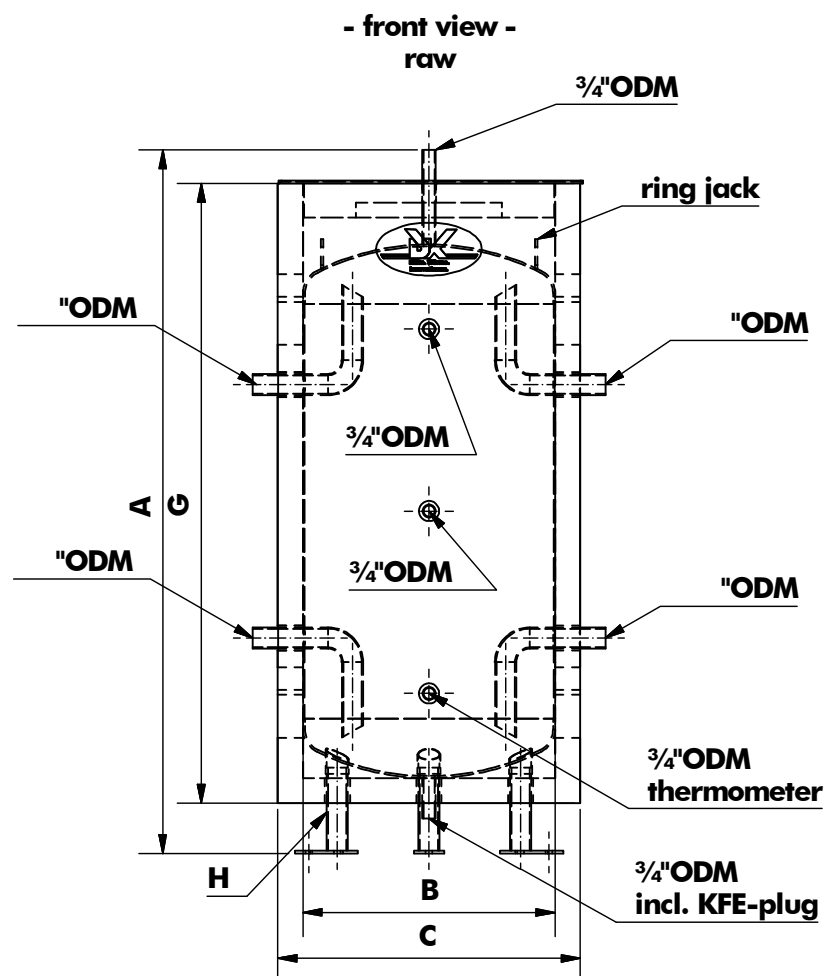 - front view -
raw
¾"ODM
ring jack
"ODM
"ODM
¾"ODM
A
G
¾"ODM
"ODM
"ODM
¾"ODM
thermometer
H
B
¾"ODM
incl. KFE-plug
C